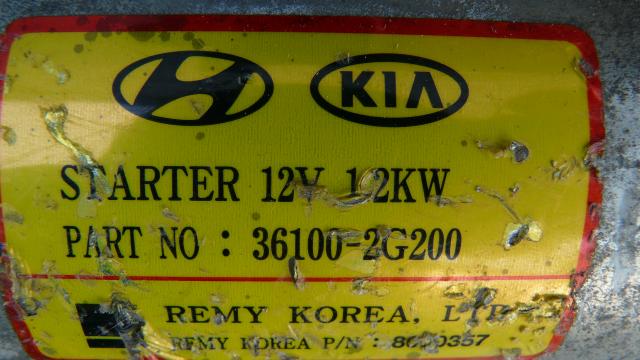 KIA
STARTER 12V 1.2KW
PART NO : 36100-2G200
REMY KOREA, LTD.
REMY KOREA P/N :